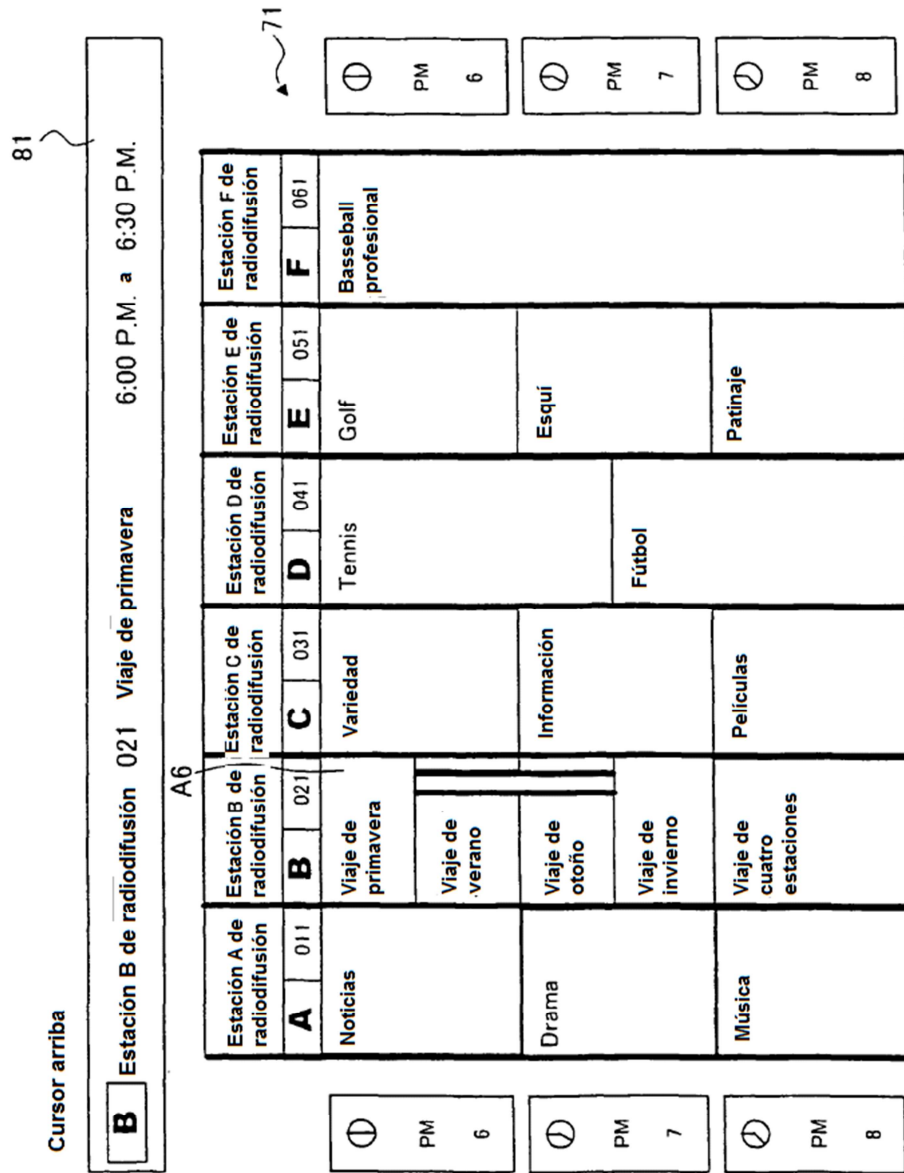 Cursor arriba
81
B Estación B de radiodifusión 021 Viaje de primavera 6:00 P.M. a 6:30 P.M.
71
A6
Estación A de
radiodifusión
A 011
Estación B de
radiodifusión
B 021
Estación C de
radiodifusión
C 031
Estación D de
radiodifusión
D 041
Estación E de
radiodifusión
E 051
Estación F de
radiodifusión
F 061
PM
6
PM
7
PM
8
Noticias
Drama
Música
Viaje de
primavera
Viaje de
verano
Viaje de
otoño
Viaje de
invierno
Viaje de
cuatro
estaciones
Variedad
Información
Películas
Tennis
Fútbol
Golf
Esquí
Patinaje
Basseball
profesional
PM
6
PM
7
PM
8